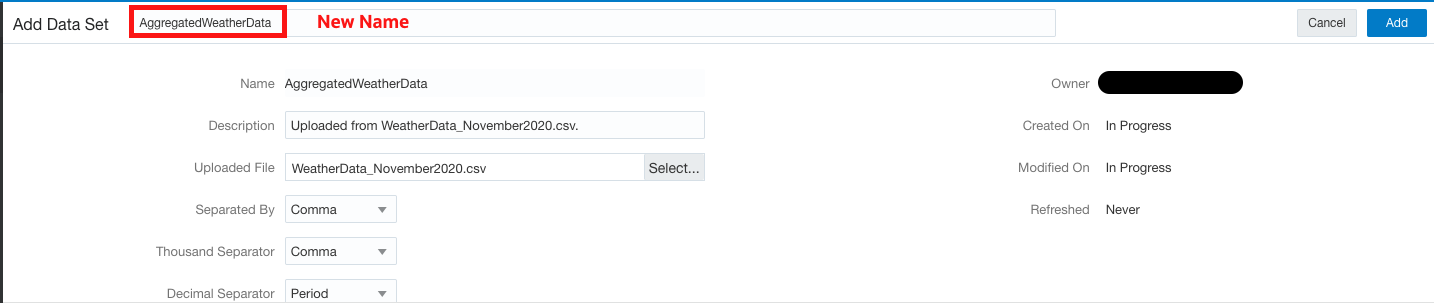 Add Data Set AggregatedWeatherData New Name Cancel Add
Name AggregatedWeatherData Owner
Description Uploaded from WeatherData_November2020.csv. Created On In Progress
Uploaded File WeatherData_November2020.csv Select... Modified On In Progress
Separated By Comma Refreshed Never
Thousand Separator Comma
Decimal Separator Period